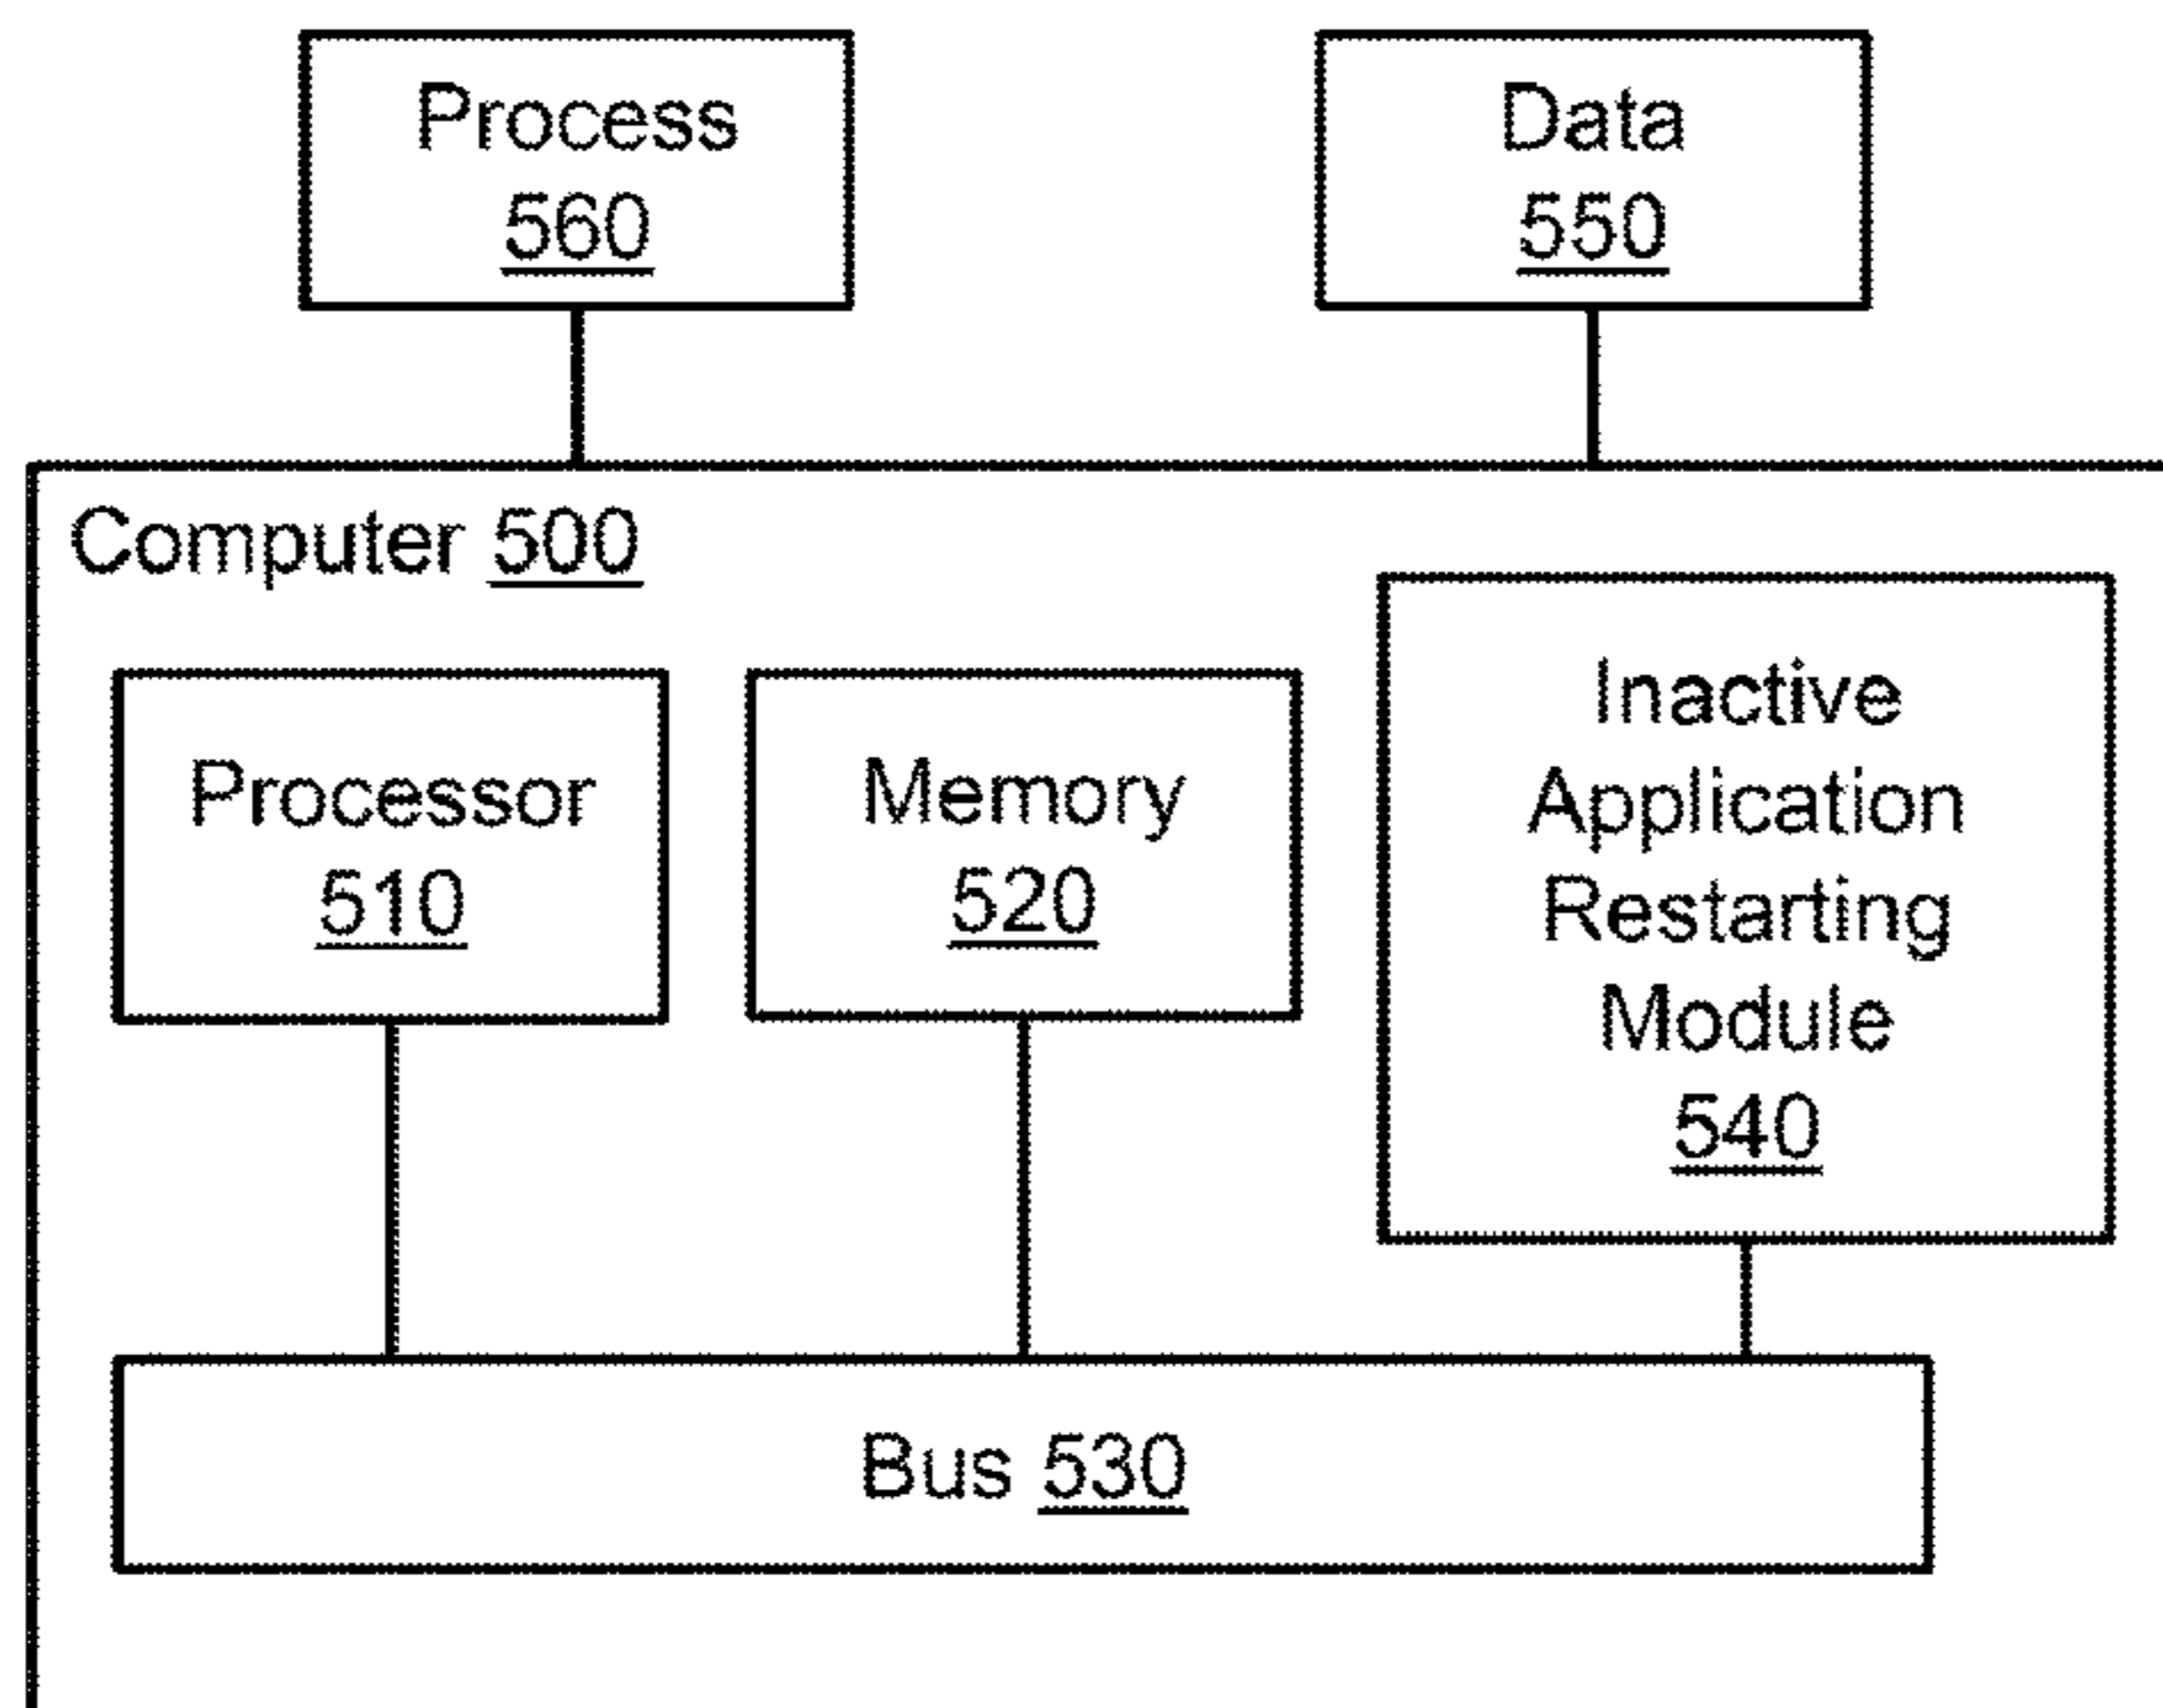 Process
560
Data
550
Computer 500
Processor
510
Memory
520
Inactive
Application
Restarting
Module
540
Bus 530